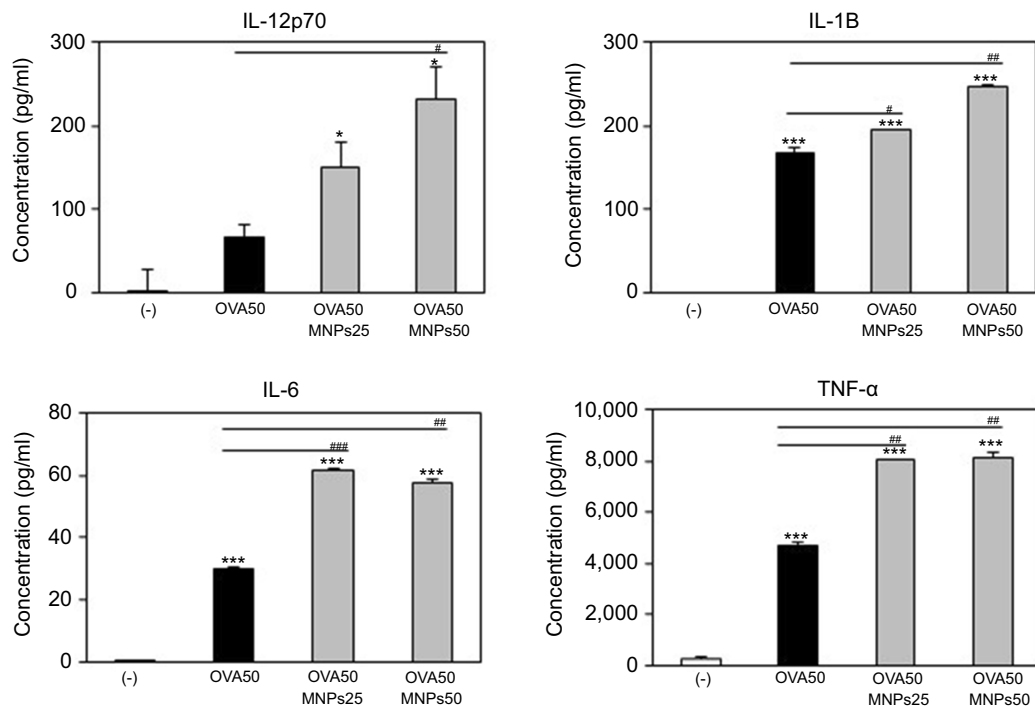 IL-12p70
Concentration (pg/ml)
300
200
100
0
#
*
*
(-)
OVA50
OVA50
MNPs25
OVA50
MNPs50
IL-1B
Concentration (pg/ml)
300
200
100
0
##
#
***
***
***
(-)
OVA50
OVA50
MNPs25
OVA50
MNPs50
IL-6
Concentration (pg/ml)
80
60
40
20
0
##
###
***
***
***
(-)
OVA50
OVA50
MNPs25
OVA50
MNPs50
TNF-α
Concentration (pg/ml)
10,000
8,000
6,000
4,000
2,000
0
##
##
***
***
***
(-)
OVA50
OVA50
MNPs25
OVA50
MNPs50